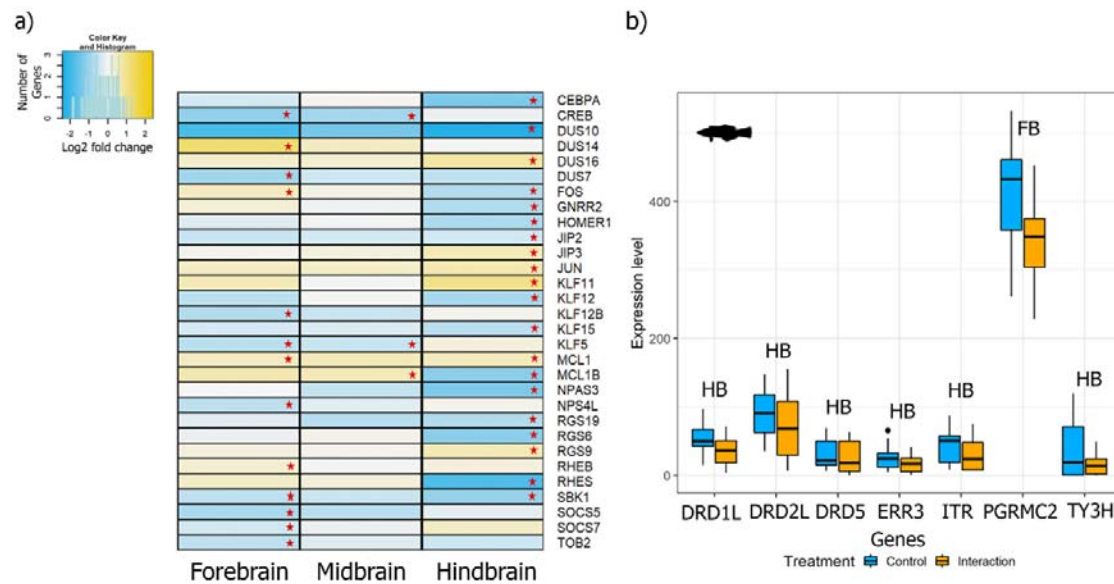 a)
Color Key
and Histogram
Number of
Genes
0 1 2 3
-2 -1 0 1 2
Log2 fold change
CEBPA
CREB
DUS10
DUS14
DUS16
DUS7
FOS
GNRR2
HOMER1
JIP2
JIP3
JUN
KLF11
KLF12
KLF12B
KLF15
KLF5
MCL1
MCL1B
NPAS3
NPS4L
RGS19
RGS6
RGS9
RHEB
RHES
SBK1
SOCS5
SOCS7
TOB2
Forebrain Midbrain Hindbrain
b)
Expression level
400
200
0
FB
HB
HB
HB
HB
HB
HB
DRD1L DRD2L DRD5 ERR3 ITR PGRMC2 TY3H
Genes
Treatment Control Interaction